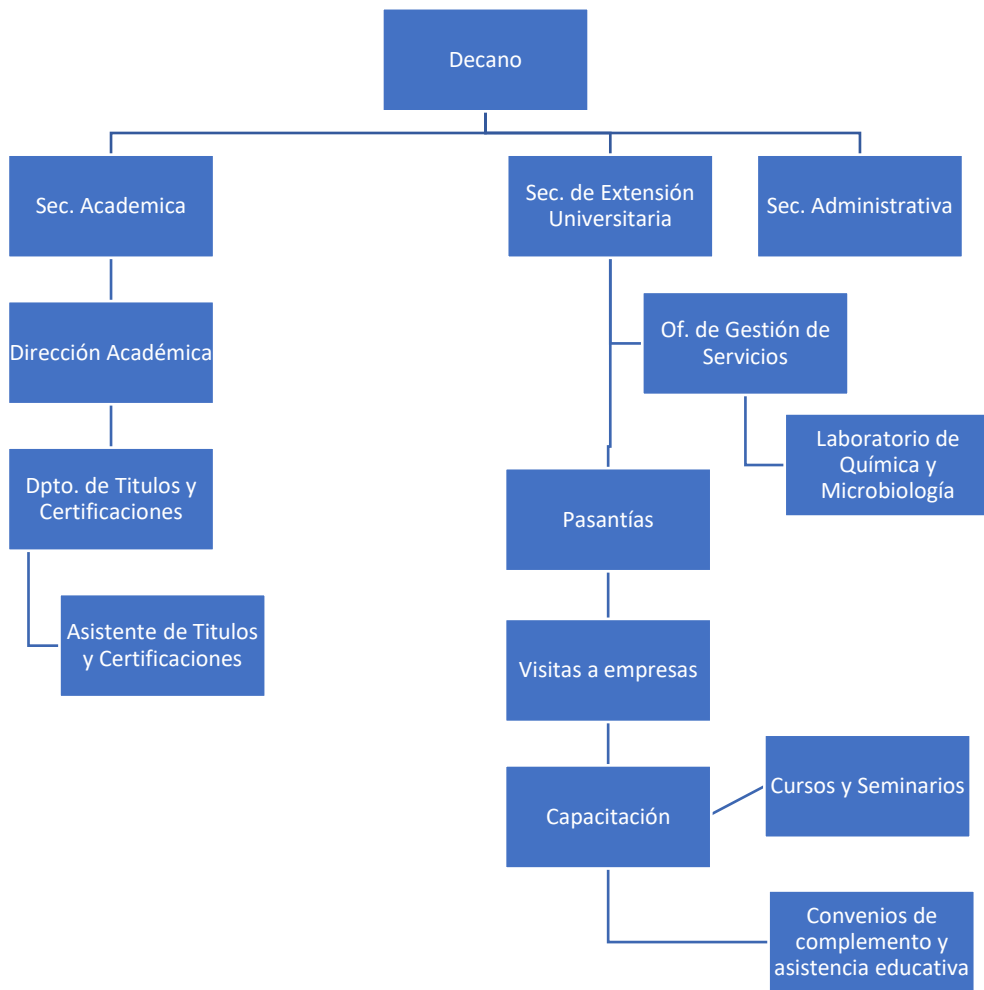 Decano
Sec. Academica
Sec. de Extensión
Universitaria
Sec. Administrativa
Of. de Gestión de
Servicios
Dirección Académica
Laboratorio de
Química y
Microbiología
Dpto. de Titulos y
Certificaciones
Pasantías
Asistente de Titulos
y Certificaciones
Visitas a empresas
Cursos y Seminarios
Capacitación
Convenios de
complemento y
asistencia educativa